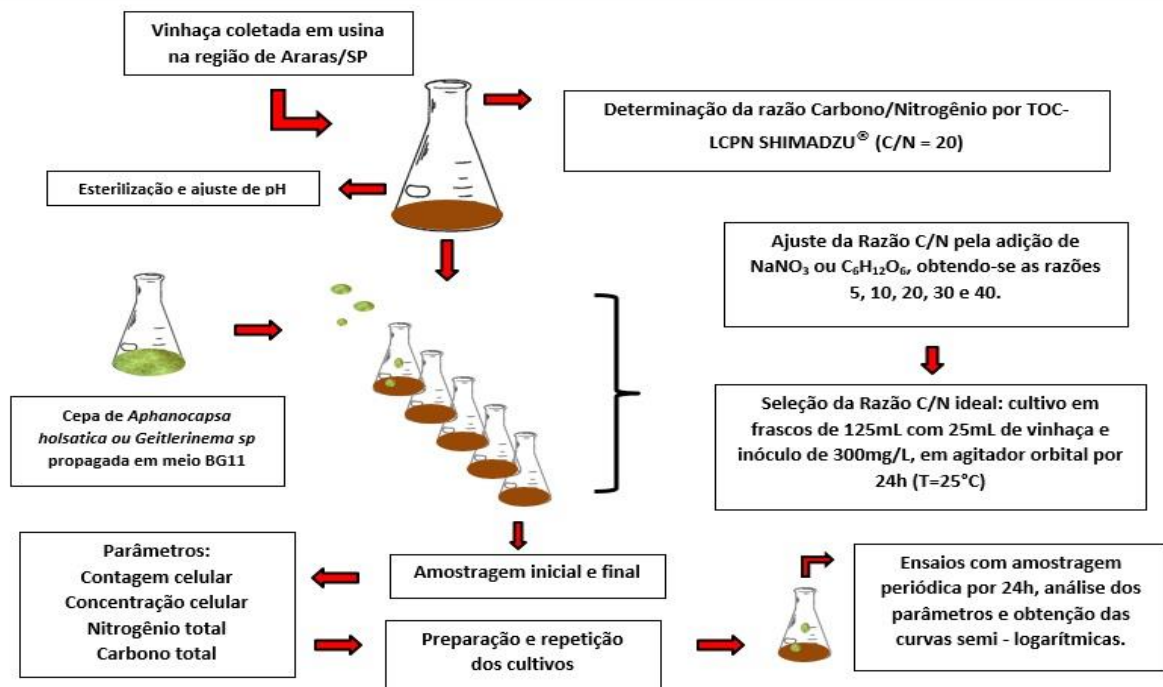 Vinhaça coletada em usina
na região de Araras/SP
Determinação da razão Carbono/Nitrogênio por TOC-
LCPN SHIMADZU® (C/N = 20)
Esterilização e ajuste de pH
Ajuste da Razão C/N pela adição de
NaNO₃ ou C₆H₁₂O₆, obtendo-se as razões
5, 10, 20, 30 e 40.
Cepa de Aphanocapsa
holsatica ou Geitlerinema sp
propagada em meio BG11
Seleção da Razão C/N ideal: cultivo em
frascos de 125mL com 25mL de vinhaça e
inóculo de 300mg/L, em agitador orbital por
24h (T=25°C)
Parâmetros:
Contagem celular
Concentração celular
Nitrogênio total
Carbono total
Amostragem inicial e final
Preparação e repetição
dos cultivos
Ensaios com amostragem
periódica por 24h, análise dos
parâmetros e obtenção das
curvas semi - logarítmicas.